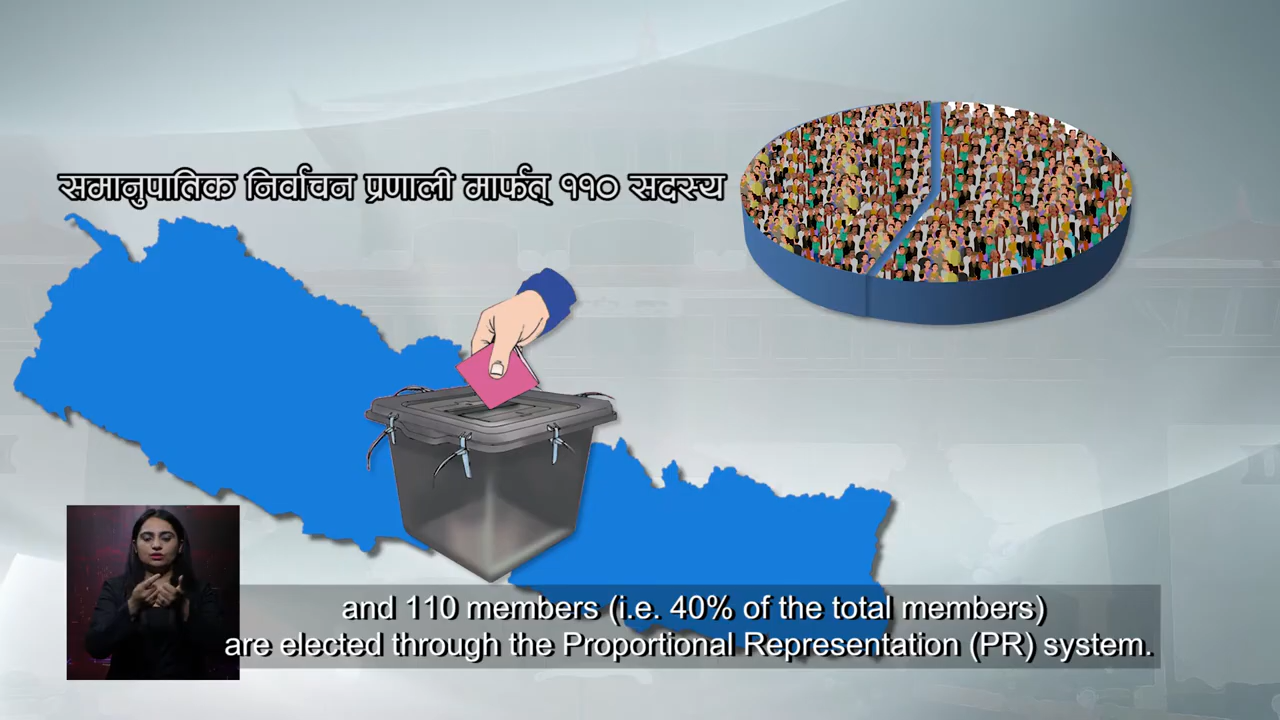 समानुपातिक निर्वाचन प्रणाली मार्फत् ११० सदस्य
and 110 members (i.e. 40% of the total members)
are elected through the Proportional Representation (PR) system.